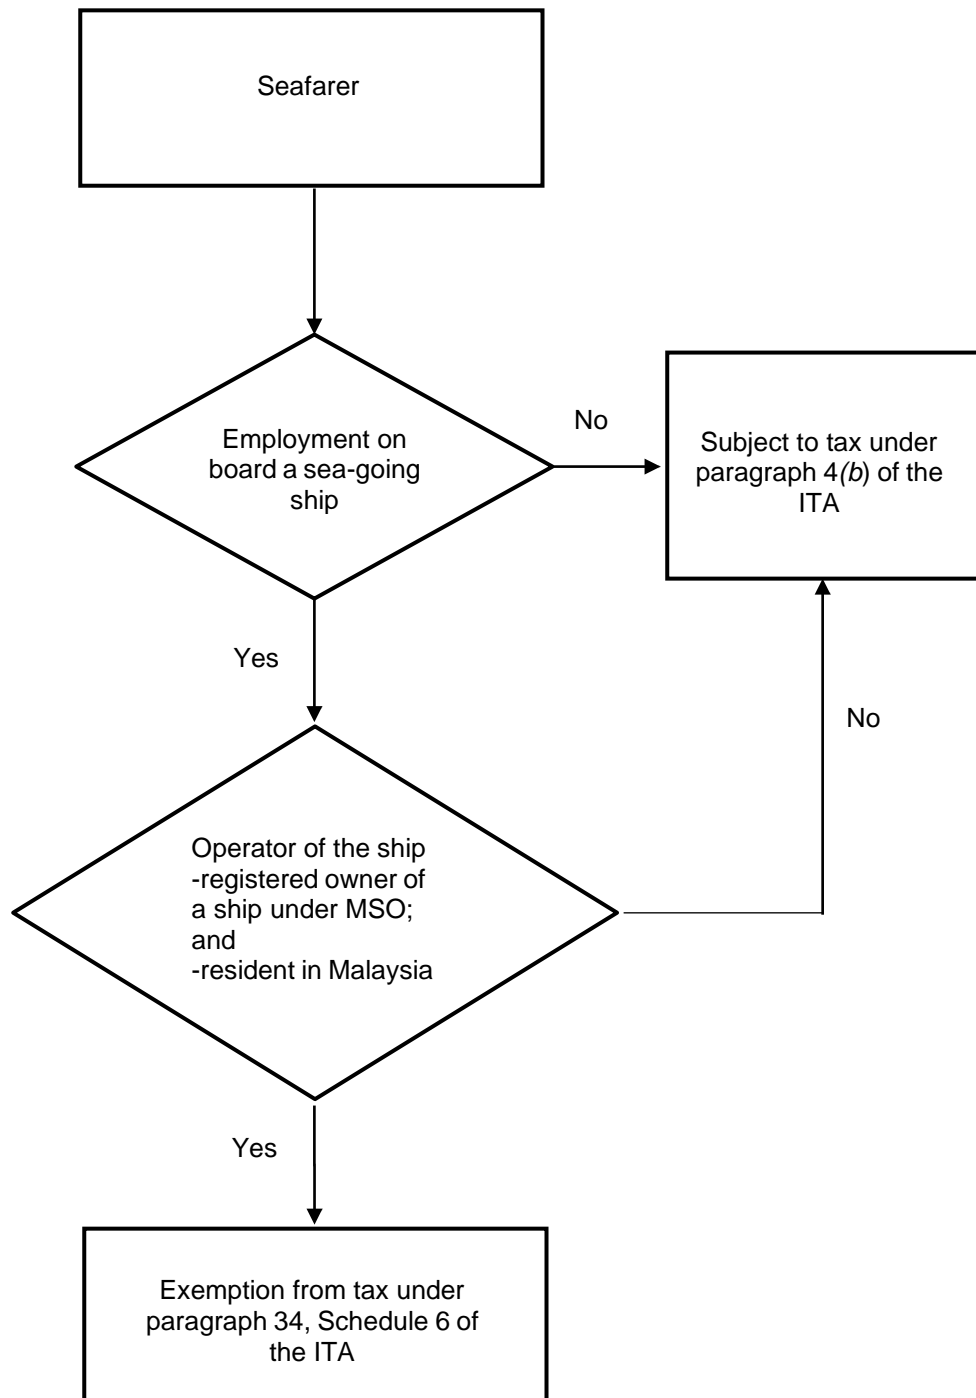 Seafarer
Employment on
board a sea-going
ship
No
Subject to tax under
paragraph 4(b) of the
ITA
Yes
No
Operator of the ship
-registered owner of
a ship under MSO;
and
-resident in Malaysia
Yes
Exemption from tax under
paragraph 34, Schedule 6 of
the ITA